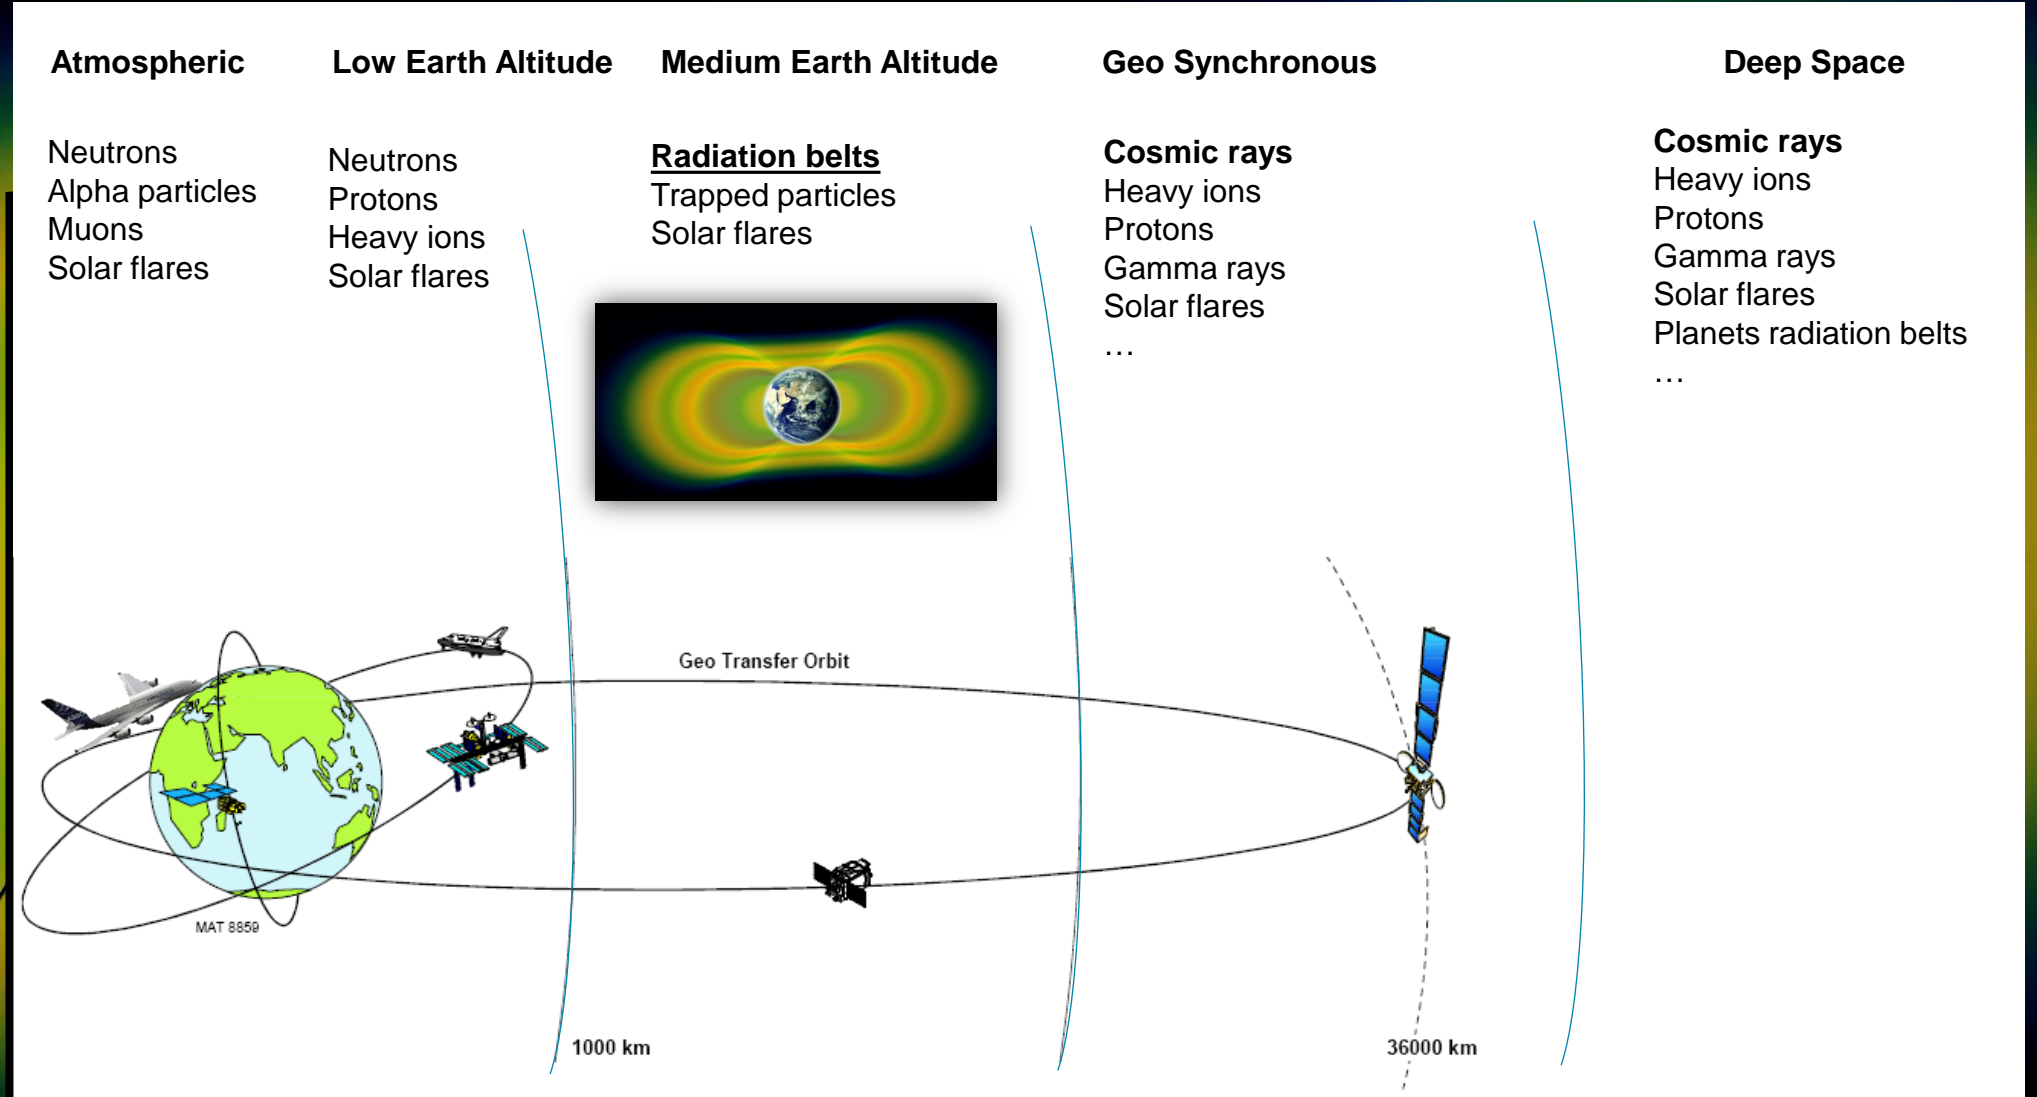 Atmospheric
Neutrons
Alpha particles
Muons
Solar flares
Low Earth Altitude
Neutrons
Protons
Heavy ions
Solar flares
Medium Earth Altitude
Radiation belts
Trapped particles
Solar flares
Geo Synchronous
Cosmic rays
Heavy ions
Protons
Gamma rays
Solar flares
…
Deep Space
Cosmic rays
Heavy ions
Protons
Gamma rays
Solar flares
Planets radiation belts
…
Geo Transfer Orbit
MAT 8859
1000 km
36000 km